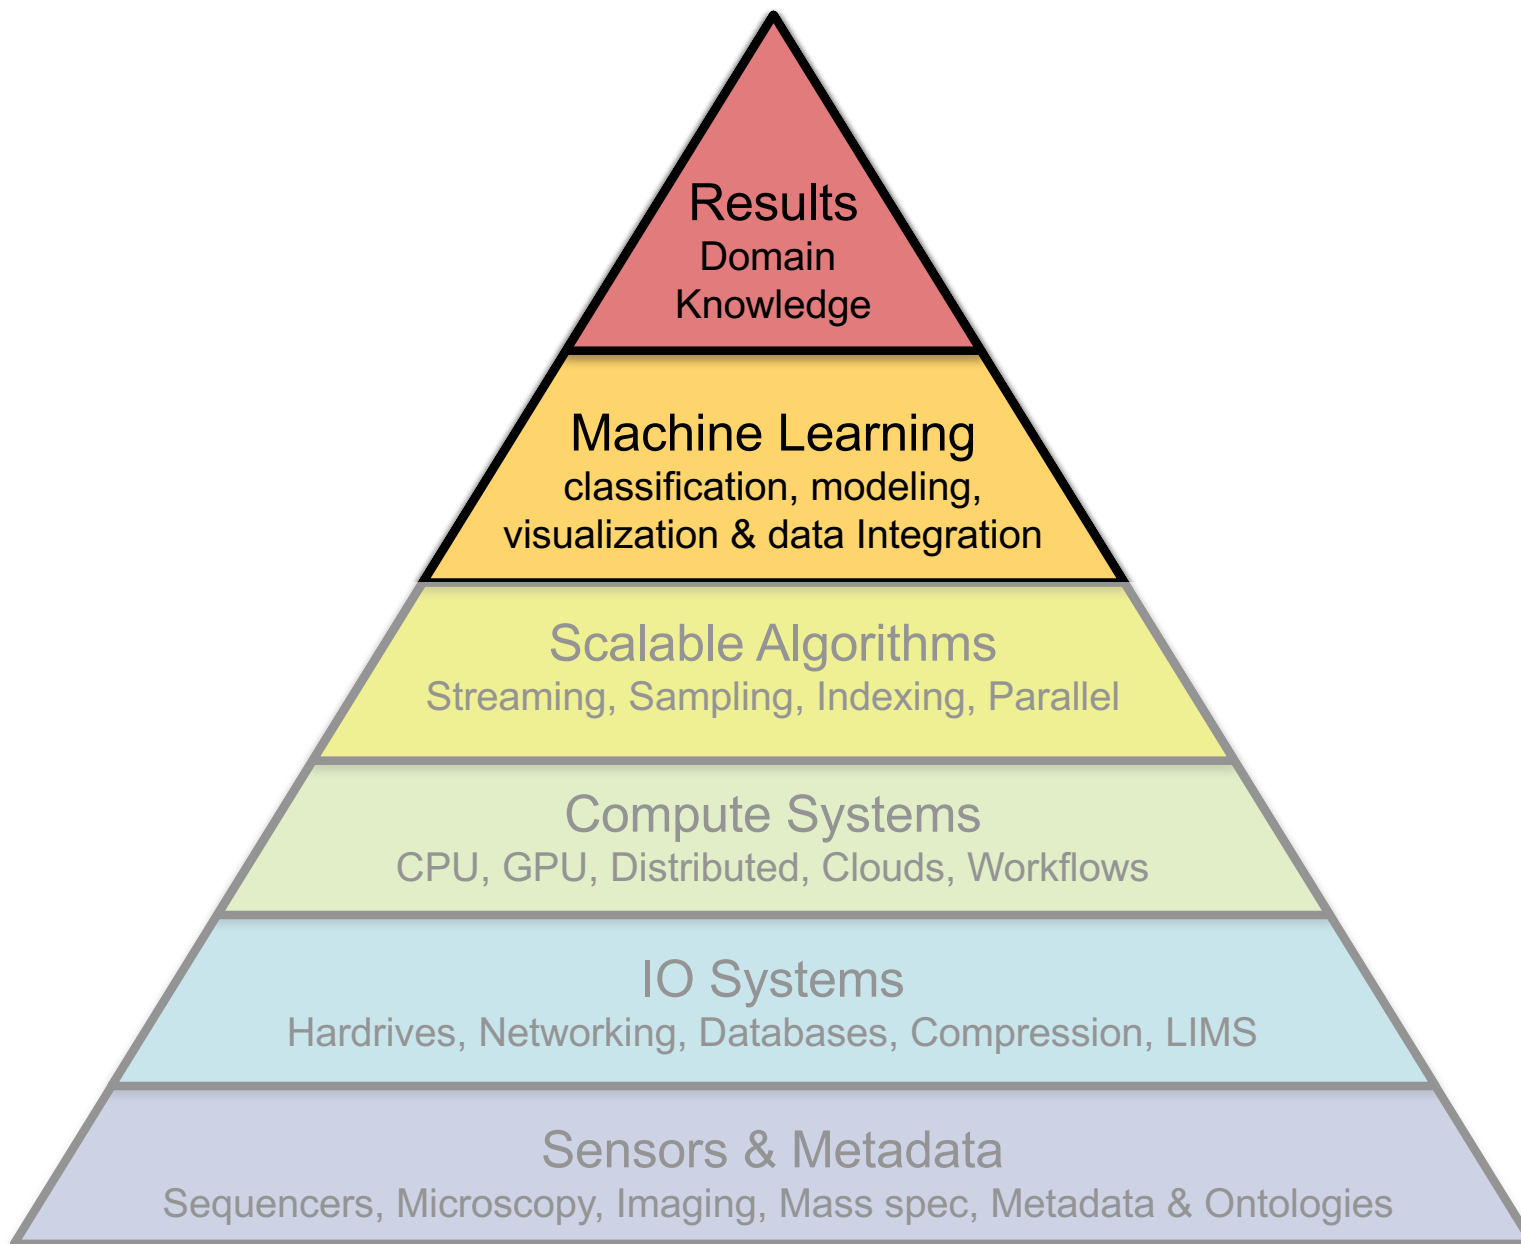 Results
Domain
Knowledge
Machine Learning
classification, modeling,
visualization & data Integration
Scalable Algorithms
Streaming, Sampling, Indexing, Parallel
Compute Systems
CPU, GPU, Distributed, Clouds, Workflows
IO Systems
Hardrives, Networking, Databases, Compression, LIMS
Sensors & Metadata
Sequencers, Microscopy, Imaging, Mass spec, Metadata & Ontologies